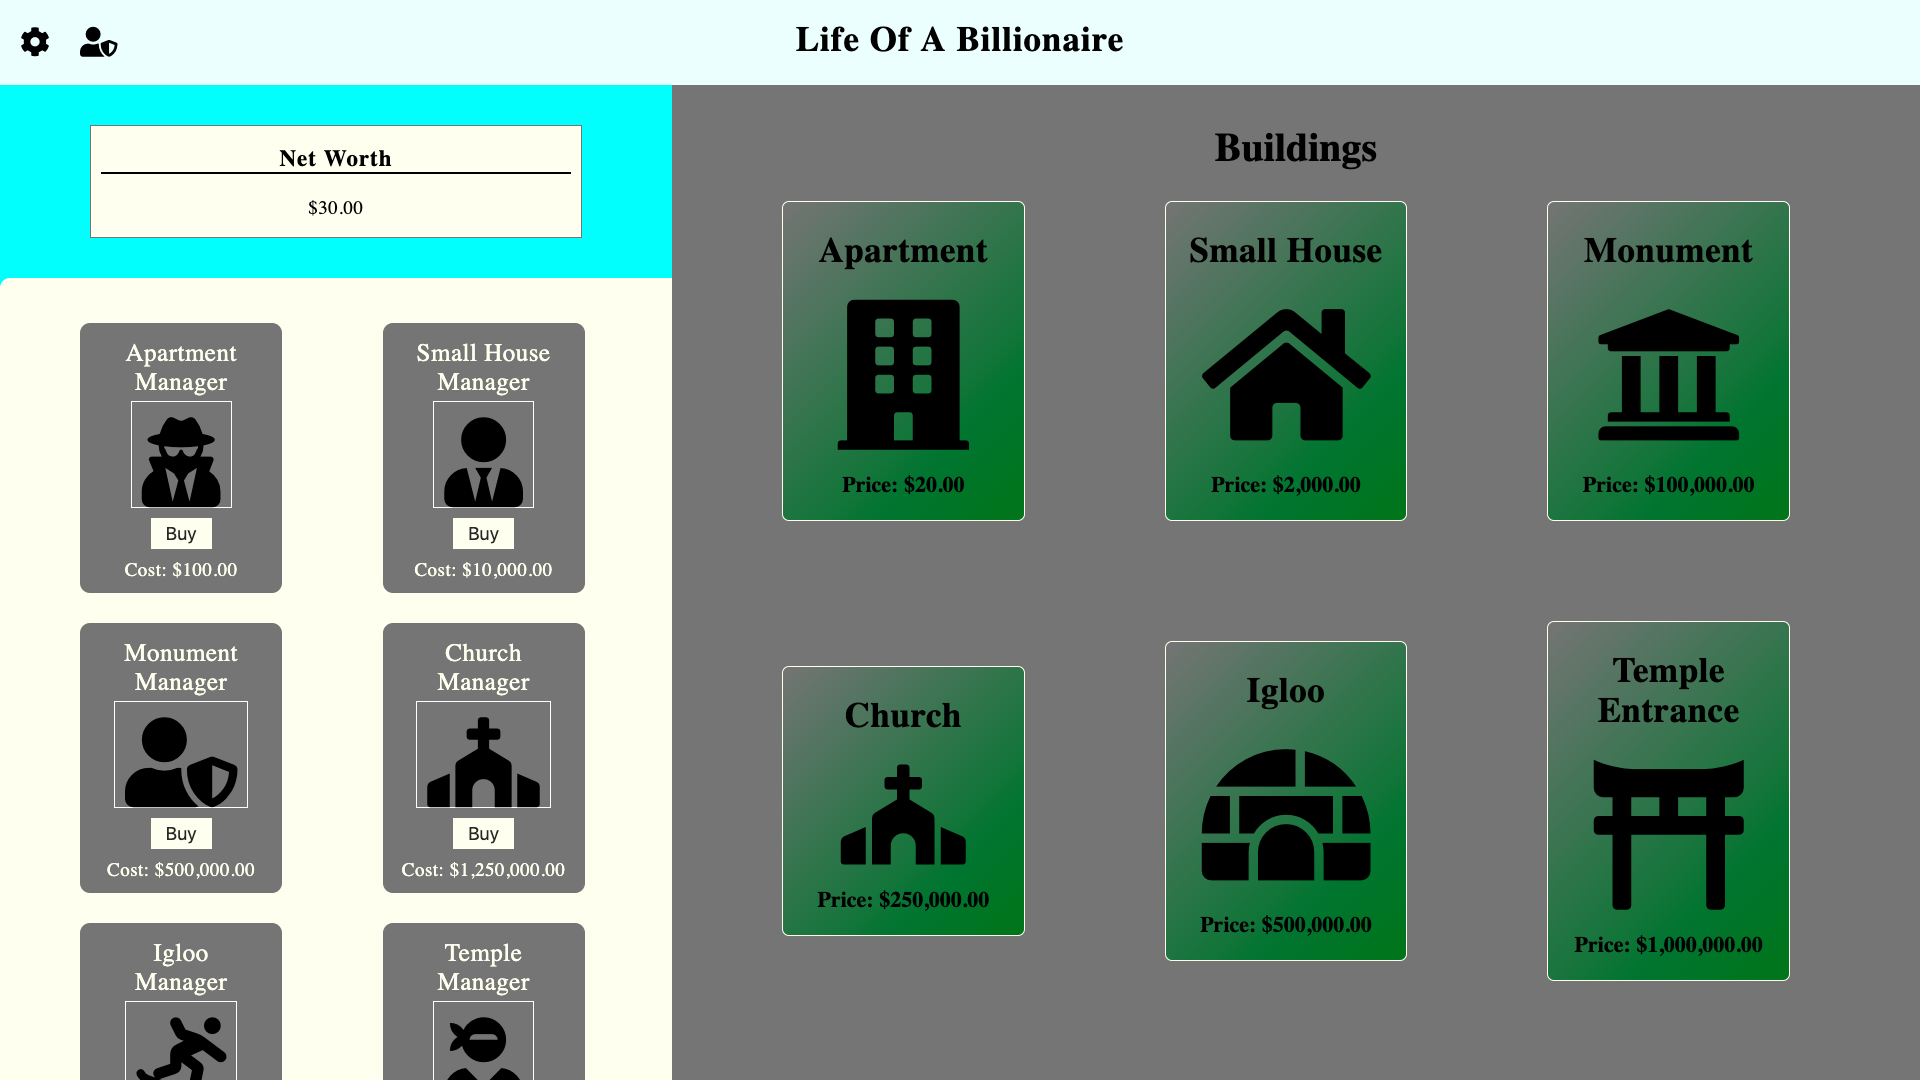 Life Of A Billionaire
Net Worth
$30.00
Apartment
Manager
Buy
Cost: $100.00
Small House
Manager
Buy
Cost: $10,000.00
Monument
Manager
Buy
Cost: $500,000.00
Church
Manager
Buy
Cost: $1,250,000.00
Igloo
Manager
Temple
Manager
Buildings
Apartment
Price: $20.00
Small House
Price: $2,000.00
Monument
Price: $100,000.00
Church
Price: $250,000.00
Igloo
Price: $500,000.00
Temple
Entrance
Price: $1,000,000.00